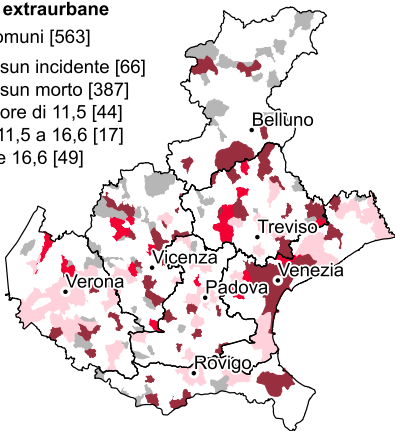 extraurbane
omuni [563]
sun incidente [66]
sun morto [387]
ore di 11,5 [44]
11,5 a 16,6 [17]
e 16,6 [49]
Belluno
Treviso
Vicenza
Venezia
Verona
Padova
Rovigo